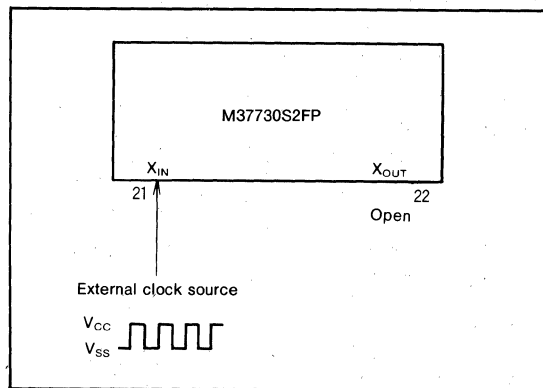 M37730S2FP
XIN XOUT
21 22
Open
External clock source
VCC
VSS